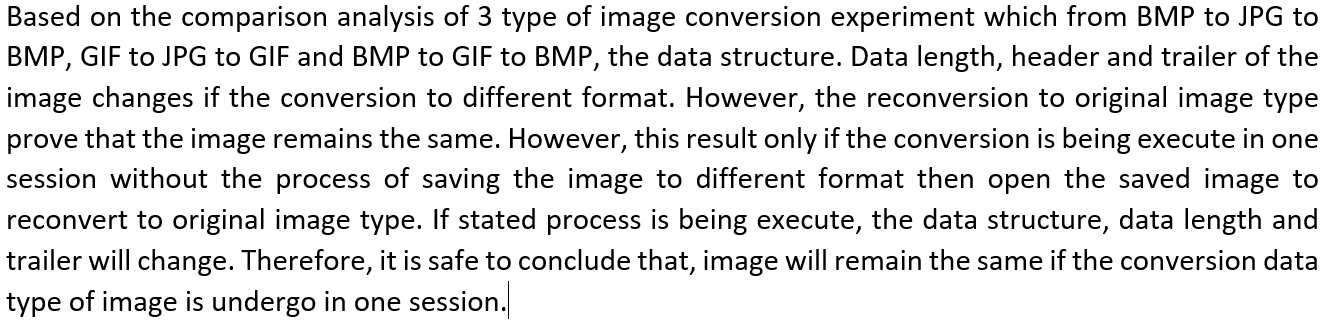 Based on the comparison analysis of 3 type of image conversion experiment which from BMP to JPG to
BMP, GIF to JPG to GIF and BMP to GIF to BMP, the data structure. Data length, header and trailer of the
image changes if the conversion to different format. However, the reconversion to original image type
prove that the image remains the same. However, this result only if the conversion is being execute in one
session without the process of saving the image to different format then open the saved image to
reconvert to original image type. If stated process is being execute, the data structure, data length and
trailer will change. Therefore, it is safe to conclude that, image will remain the same if the conversion data
type of image is undergo in one session.